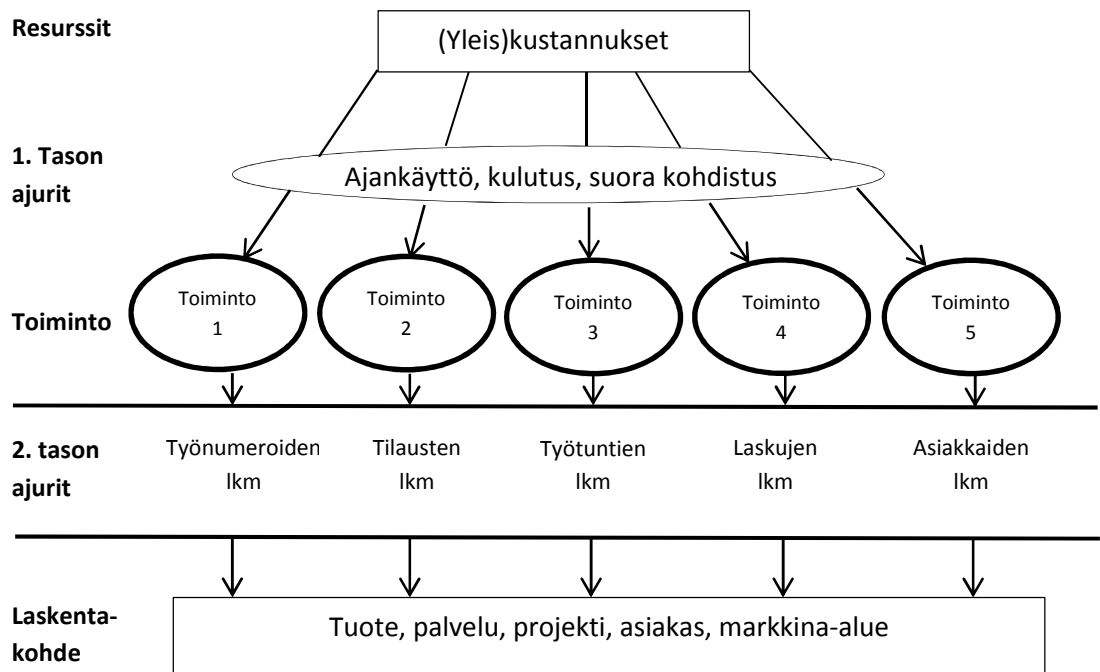 Resurssit
(Yleis)kustannukset
1. Tason
ajurit
Ajankäyttö, kulutus, suora kohdistus
Toiminto
Toiminto
1
Toiminto
2
Toiminto
3
Toiminto
4
Toiminto
5
2. tason
ajurit
Työnumeroiden
lkm
Tilausten
lkm
Työtuntien
lkm
Laskujen
lkm
Asiakkaiden
lkm
Laskenta-
kohde
Tuote, palvelu, projekti, asiakas, markkina-alue